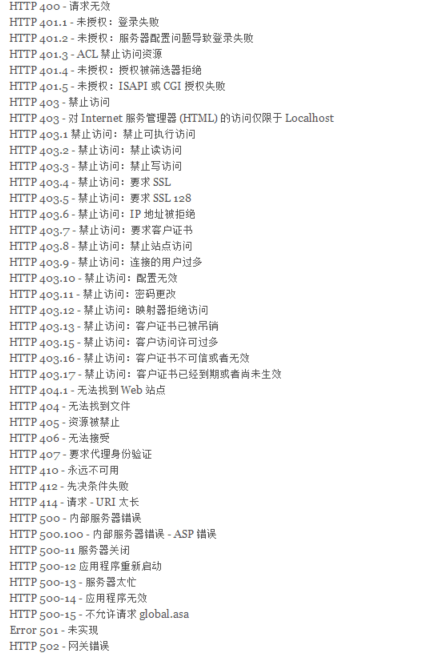 HTTP 400 - 请求无效
HTTP 401.1 - 未授权：登录失败
HTTP 401.2 - 未授权：服务器配置问题导致登录失败
HTTP 401.3 - ACL 禁止访问资源
HTTP 401.4 - 未授权：授权被筛选器拒绝
HTTP 401.5 - 未授权：ISAPI 或 CGI 授权失败
HTTP 403 - 禁止访问
HTTP 403 - 对 Internet 服务管理器 (HTML) 的访问仅限于 Localhost
HTTP 403.1 禁止访问：禁止可执行访问
HTTP 403.2 - 禁止访问：禁止读访问
HTTP 403.3 - 禁止访问：禁止写访问
HTTP 403.4 - 禁止访问：要求 SSL
HTTP 403.5 - 禁止访问：要求 SSL 128
HTTP 403.6 - 禁止访问：IP 地址被拒绝
HTTP 403.7 - 禁止访问：要求客户证书
HTTP 403.8 - 禁止访问：禁止站点访问
HTTP 403.9 - 禁止访问：连接的用户过多
HTTP 403.10 - 禁止访问：配置无效
HTTP 403.11 - 禁止访问：密码更改
HTTP 403.12 - 禁止访问：映射器拒绝访问
HTTP 403.13 - 禁止访问：客户证书已被吊销
HTTP 403.15 - 禁止访问：客户访问许可过多
HTTP 403.16 - 禁止访问：客户证书不可信或者无效
HTTP 403.17 - 禁止访问：客户证书已经到期或者尚未生效
HTTP 404.1 - 无法找到 Web 站点
HTTP 404 - 无法找到文件
HTTP 405 - 资源被禁止
HTTP 406 - 无法接受
HTTP 407 - 要求代理身份验证
HTTP 410 - 永远不可用
HTTP 412 - 先决条件失败
HTTP 414 - 请求 - URI 太长
HTTP 500 - 内部服务器错误
HTTP 500.100 - 内部服务器错误 - ASP 错误
HTTP 500-11 服务器关闭
HTTP 500-12 应用程序重新启动
HTTP 500-13 - 服务器太忙
HTTP 500-14 - 应用程序无效
HTTP 500-15 - 不允许请求 global.asa
Error 501 - 未实现
HTTP 502 - 网关错误